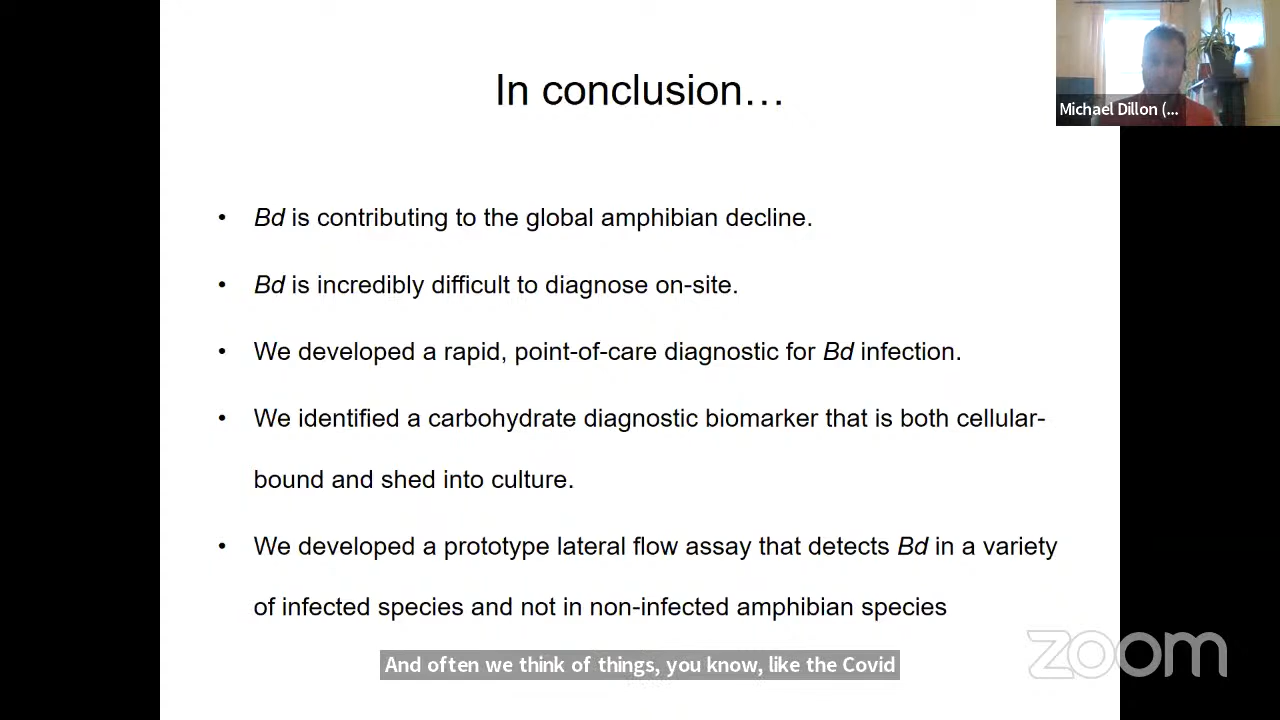 In conclusion…
Michael Dillon (...
• Bd is contributing to the global amphibian decline.
• Bd is incredibly difficult to diagnose on-site.
• We developed a rapid, point-of-care diagnostic for Bd infection.
• We identified a carbohydrate diagnostic biomarker that is both cellular-
bound and shed into culture.
• We developed a prototype lateral flow assay that detects Bd in a variety
of infected species and not in non-infected amphibian species
And often we think of things, you know, like the Covid
zoom